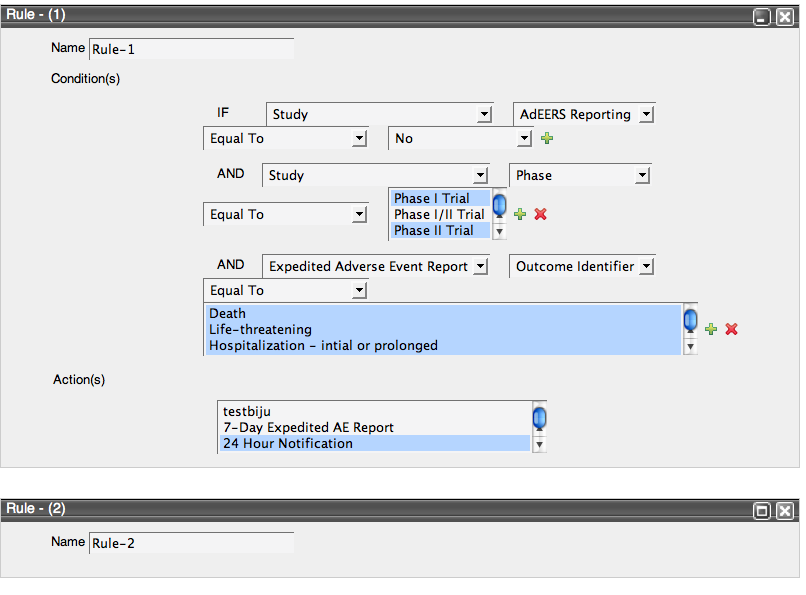 Rule - (1)
Name Rule-1
Condition(s)
IF Study AdEERS Reporting
Equal To No
AND Study Phase
Phase I Trial
Equal To Phase I/II Trial
Phase II Trial
AND Expedited Adverse Event Report Outcome Identifier
Equal To
Death
Life-threatening
Hospitalization - intial or prolonged
Action(s)
testbiju
7-Day Expedited AE Report
24 Hour Notification
Rule - (2)
Name Rule-2